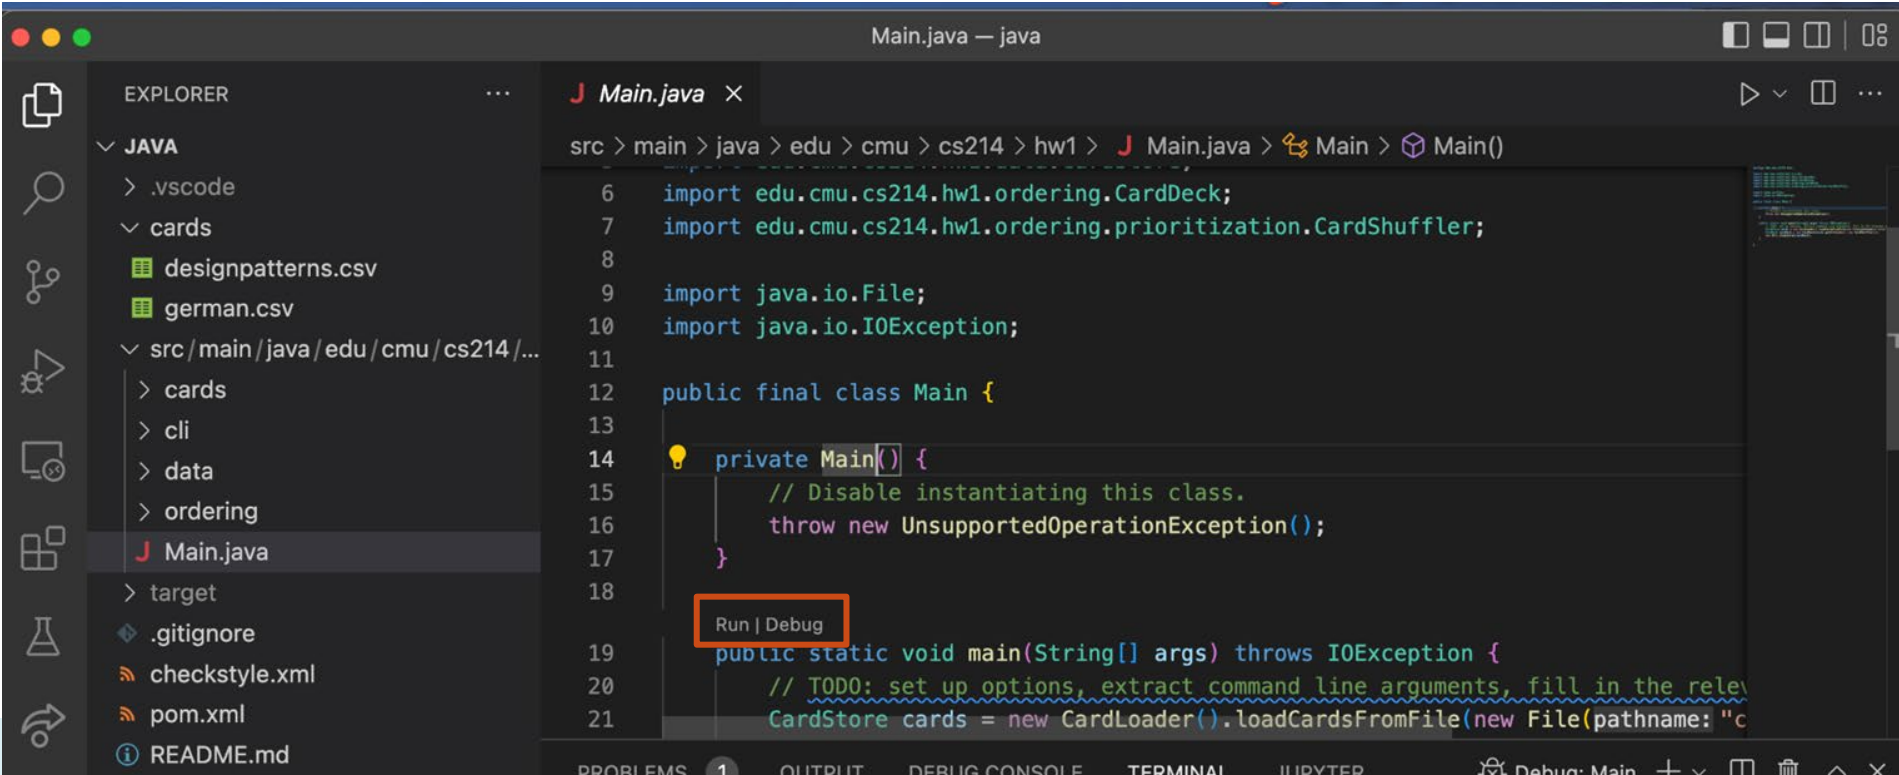 Main.java — java
EXPLORER
JAVA
.vscode
cards
designpatterns.csv
german.csv
src/main/java/edu/cmu/cs214/...
cards
cli
data
ordering
Main.java
target
.gitignore
checkstyle.xml
pom.xml
README.md
Main.java
src > main > java > edu > cmu > cs214 > hw1 > Main.java > Main > Main()
6 import edu.cmu.cs214.hw1.ordering.CardDeck;
7 import edu.cmu.cs214.hw1.ordering.prioritization.CardShuffler;
8
9 import java.io.File;
10 import java.io.IOException;
11
12 public final class Main {
13
14 private Main() {
15 // Disable instantiating this class.
16 throw new UnsupportedOperationException();
17 }
18
Run | Debug
19 public static void main(String[] args) throws IOException {
20 // TODO: set up options, extract command line arguments, fill in the relev
21 CardStore cards = new CardLoader().loadCardsFromFile(new File(pathname: "c
PROBLEMS 1 OUTPUT DEBUG CONSOLE TERMINAL JUPYTER Debug: Main